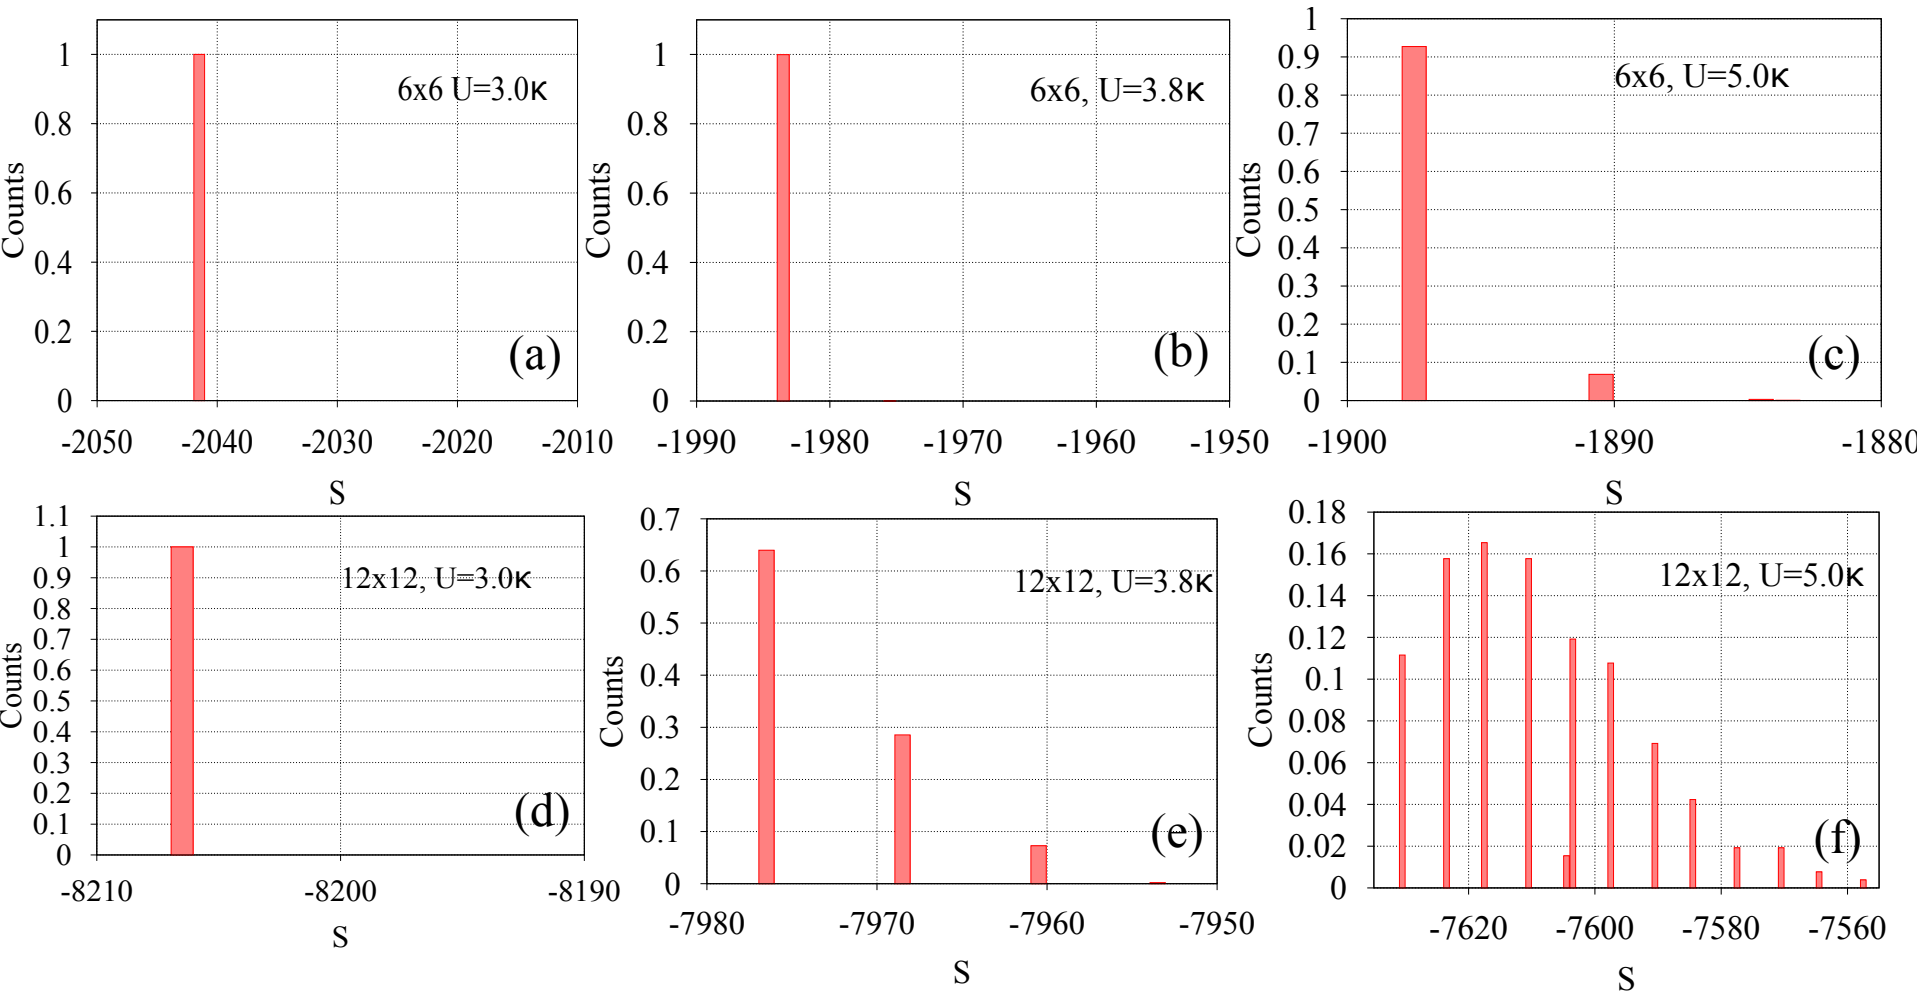 Counts
1
0.8
0.6
0.4
0.2
0
6x6 U=3.0κ
(a)
-2050 -2040 -2030 -2020 -2010
S
Counts
1
0.8
0.6
0.4
0.2
0
6x6, U=3.8κ
(b)
-1990 -1980 -1970 -1960 -1950
S
Counts
1
0.9
0.8
0.7
0.6
0.5
0.4
0.3
0.2
0.1
0
6x6, U=5.0κ
(c)
-1900 -1890 -1880
S
Counts
1.1
1
0.9
0.8
0.7
0.6
0.5
0.4
0.3
0.2
0.1
0
12x12, U=3.0κ
(d)
-8210 -8200 -8190
S
Counts
0.7
0.6
0.5
0.4
0.3
0.2
0.1
0
12x12, U=3.8κ
(e)
-7980 -7970 -7960 -7950
S
Counts
0.18
0.16
0.14
0.12
0.1
0.08
0.06
0.04
0.02
0
12x12, U=5.0κ
(f)
-7620 -7600 -7580 -7560
S